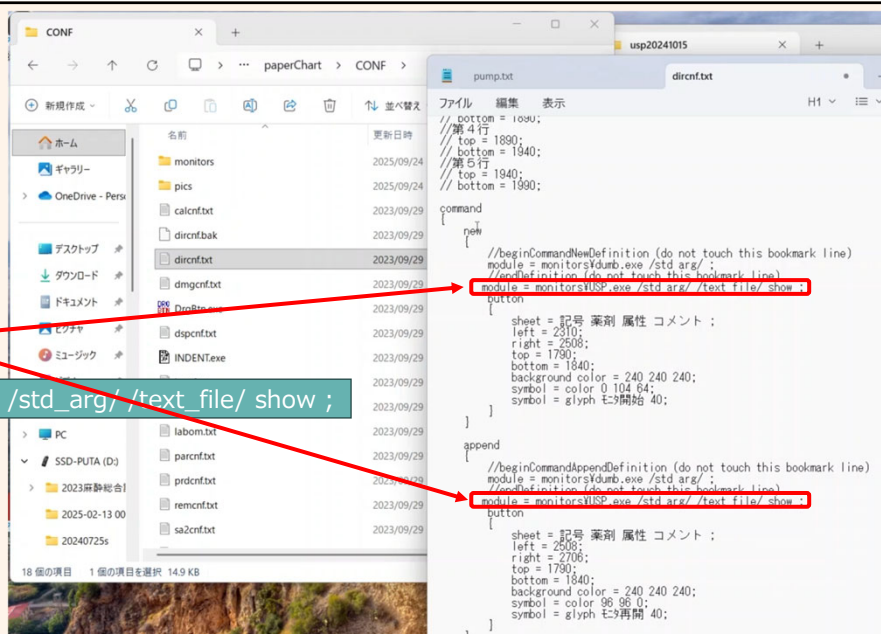 CONF
paperChart > CONF >
新規作成
並べ替え
ホーム
ギャラリー
OneDrive - Perso
デスクトップ
ダウンロード
ドキュメント
ピクチャ
ミュージック
PC
SSD-PUTA (D:)
2023麻酔総合
2025-02-13 00
20240725s
名前 更新日時
monitors 2025/09/24
pics 2025/09/24
calcnf.txt 2023/09/29
dircnf.bak 2023/09/29
dircnf.txt 2023/09/29
dmgcnf.txt 2023/09/29
DrgBtn.exe 2023/09/29
dspcnf.txt 2023/09/29
INDENT.exe 2023/09/29
2023/09/29
/std_arg/ /text_file/ show ;
labom.txt 2023/09/29
parcnf.txt 2023/09/29
prdcnf.txt 2023/09/29
remcnf.txt 2023/09/29
sa2cnf.txt 2023/09/29
18 個の項目 1 個の項目を選択 14.9 KB
usp20241015
pump.txt dircnf.txt
ファイル 編集 表示 H1
// bottom = 1890;
//第４行
// top = 1890;
// bottom = 1940;
//第５行
// top = 1940;
// bottom = 1990;
command
[
new
[
//beginCommandNewDefinition (do not touch this bookmark line)
module = monitors¥dumb.exe /std_arg/ ;
//endDefinition (do not touch this bookmark line)
module = monitors¥USP.exe /std_arg/ /text_file/ show ;
button
[
sheet = 記号 薬剤 属性 コメント ;
left = 2310;
right = 2508;
top = 1790;
bottom = 1840;
background color = 240 240 240;
symbol = color 0 104 64;
symbol = glyph ﾓﾆﾀ開始 40;
]
]
append
[
//beginCommandAppendDefinition (do not touch this bookmark line)
module = monitors¥dumb.exe /std_arg/ ;
//endDefinition (do not touch this bookmark line)
module = monitors¥USP.exe /std_arg/ /text_file/ show ;
button
[
sheet = 記号 薬剤 属性 コメント ;
left = 2508;
right = 2706;
top = 1790;
bottom = 1840;
background color = 240 240 240;
symbol = color 96 96 0;
symbol = glyph ﾓﾆﾀ再開 40;
]